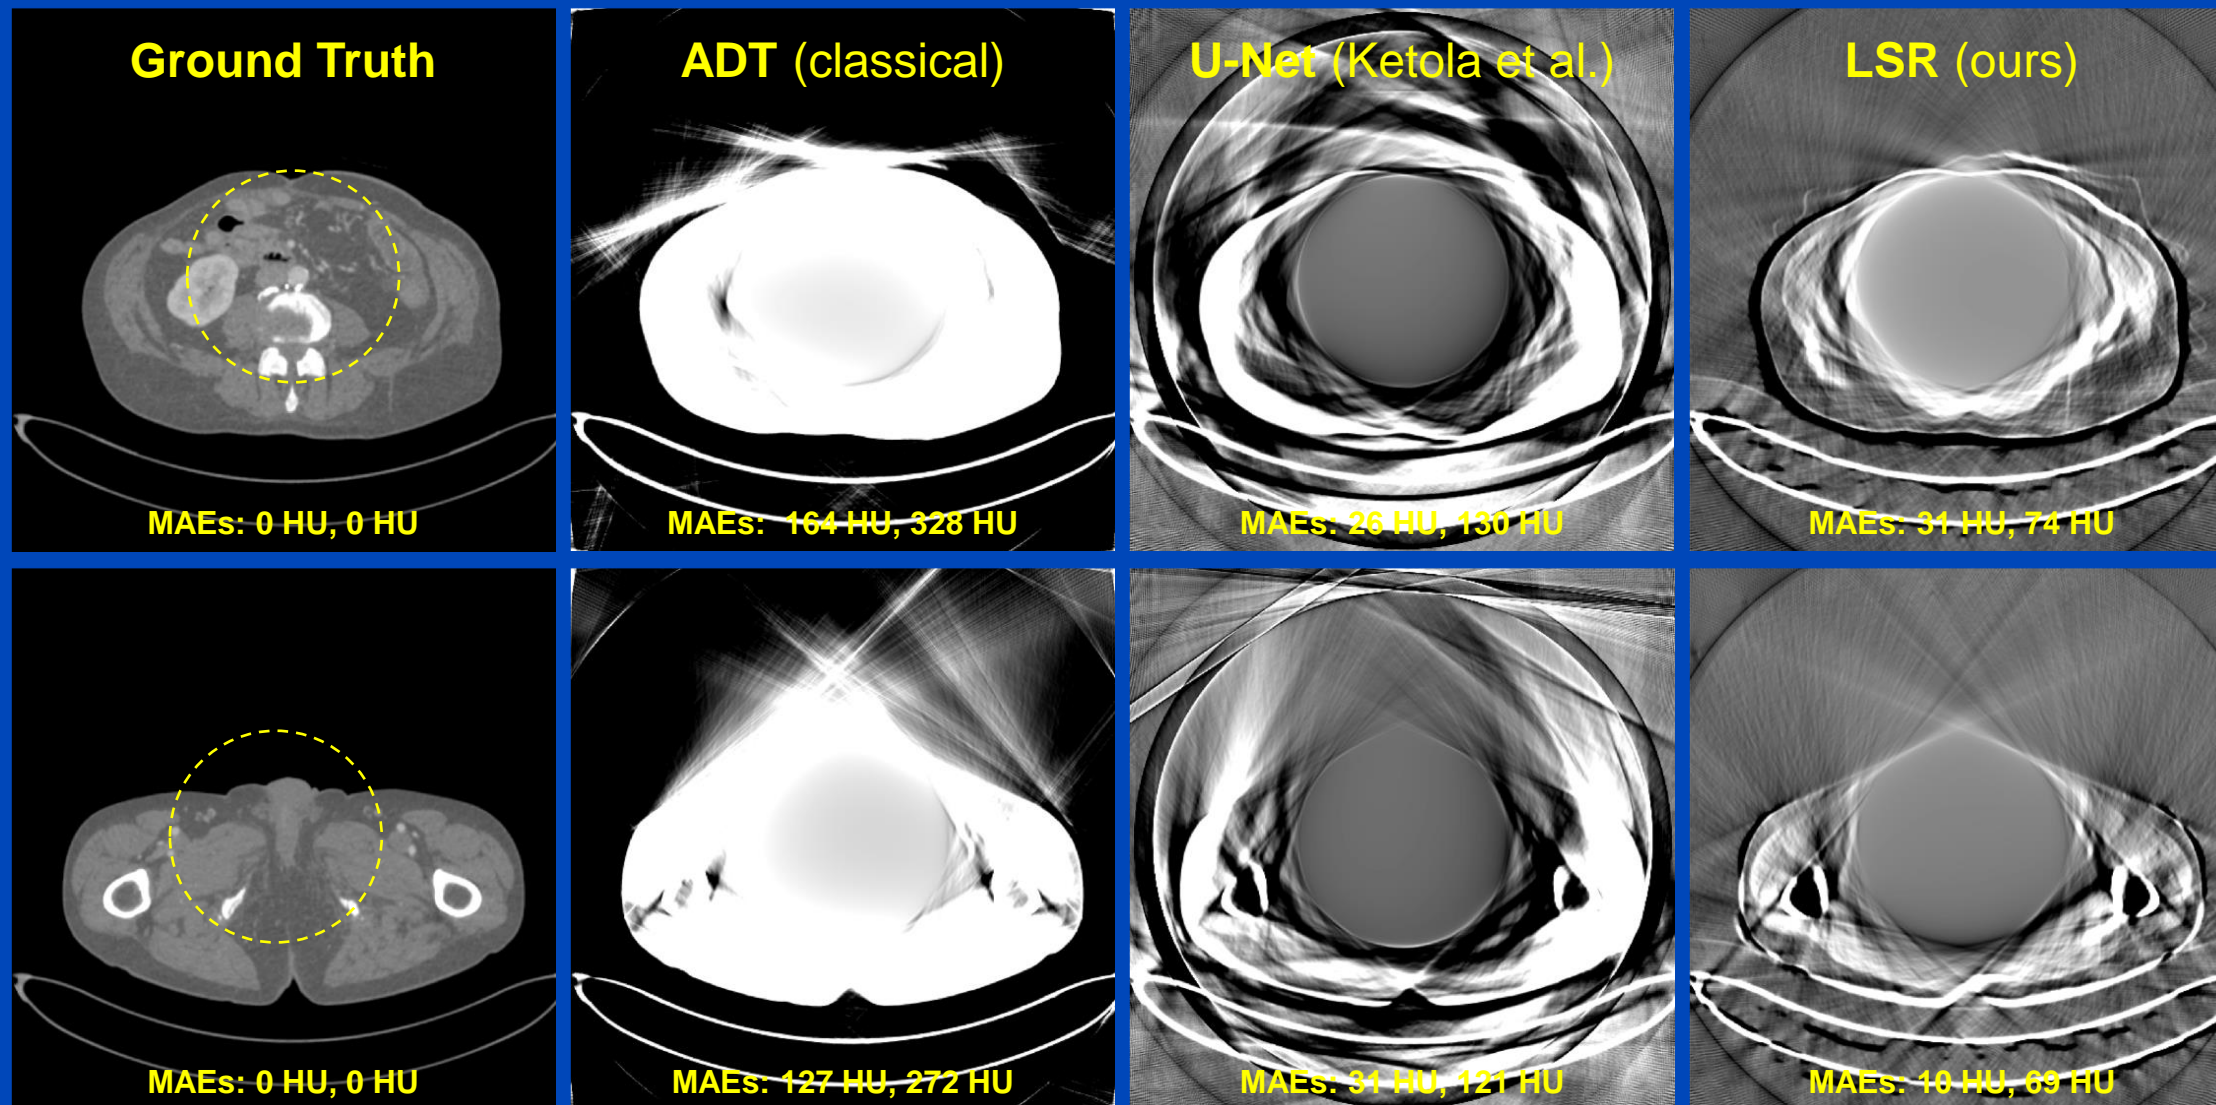 Ground Truth
ADT (classical)
U-Net (Ketola et al.)
LSR (ours)
MAEs: 0 HU, 0 HU
MAEs: 164 HU, 328 HU
MAEs: 26 HU, 130 HU
MAEs: 31 HU, 74 HU
MAEs: 0 HU, 0 HU
MAEs: 127 HU, 272 HU
MAEs: 31 HU, 121 HU
MAEs: 10 HU, 69 HU